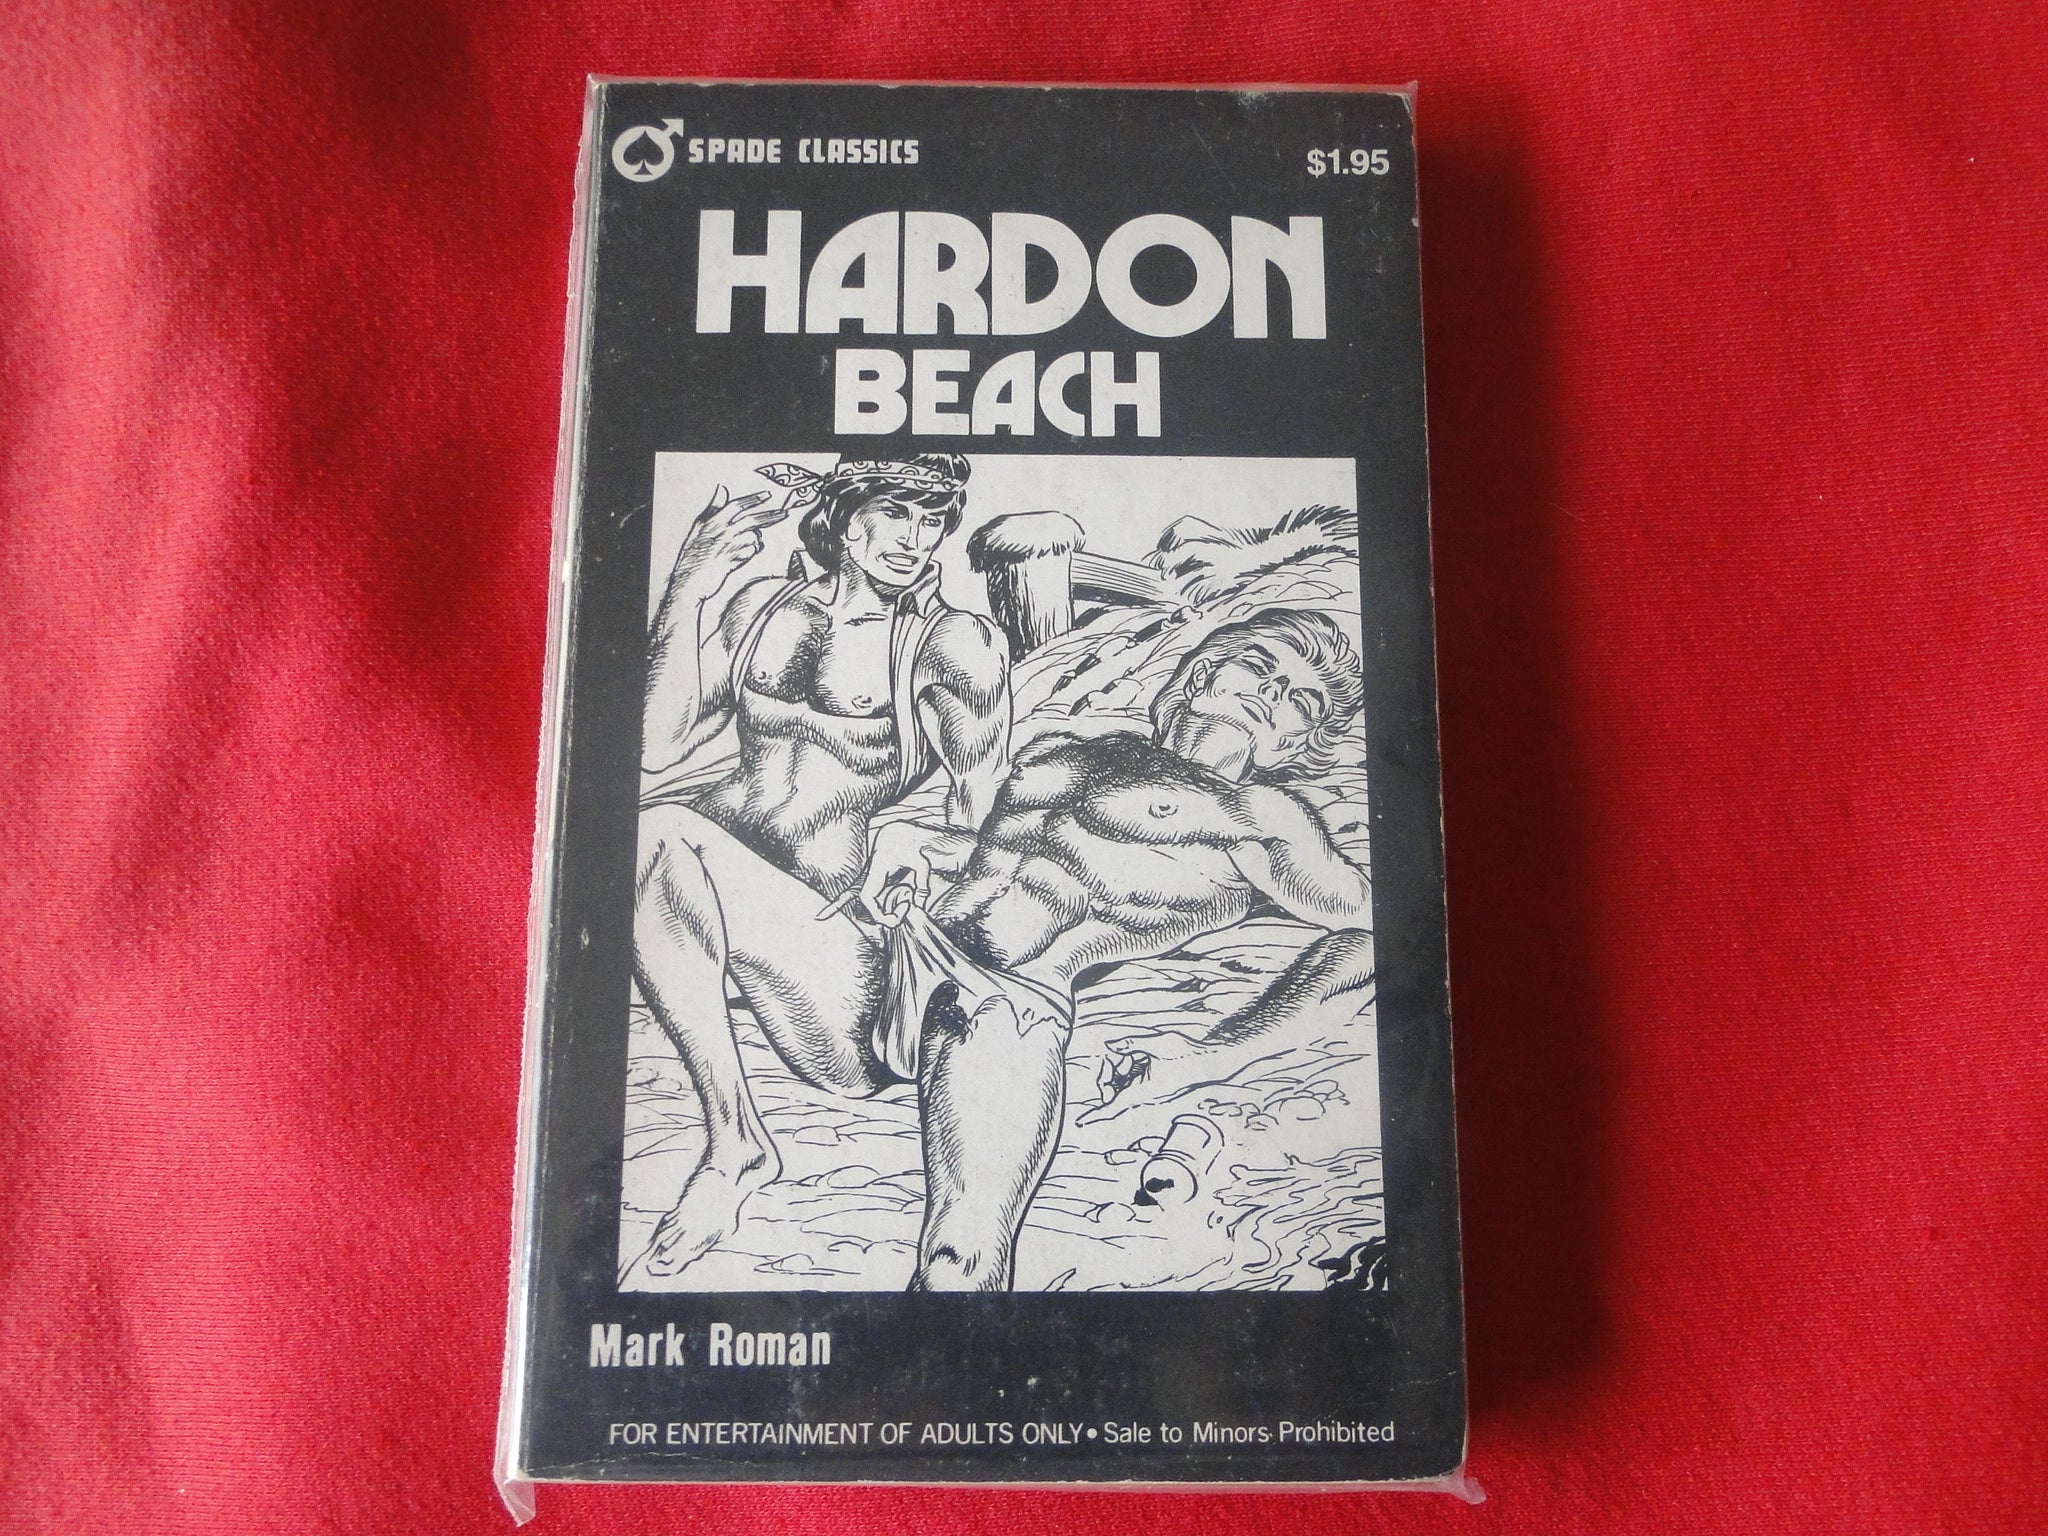 SPADE CLASSICS
$1.95
HARDON
BEACH
Mark Roman
FOR ENTERTAINMENT OF ADULTS ONLY • Sale to Minors Prohibited